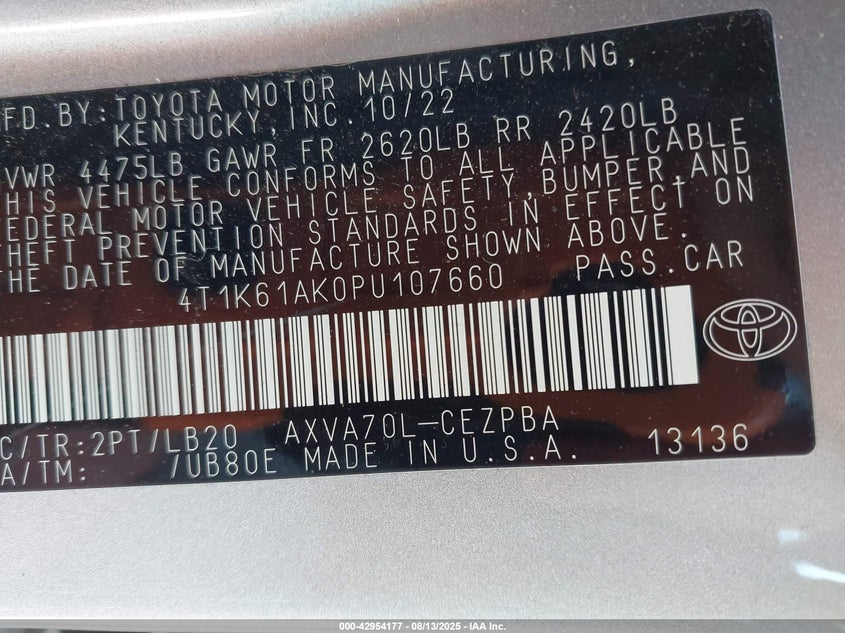 FD. BY: TOYOTA MOTOR MANUFACTURING,
KENTUCKY, INC. 10/22
VWR 4475LB GAWR FR 2620LB RR 2420LB
HIS VEHICLE CONFORMS TO ALL APPLICABLE
EDERAL MOTOR VEHICLE SAFETY, BUMPER, AND
HEFT PREVENTION STANDARDS IN EFFECT ON
THE DATE OF MANUFACTURE SHOWN ABOVE.
4T1K61AK0PU107660 PASS. CAR
C/TR: 2PT/LB20 AXVA70L-CEZPBA
A/TM: /UB80E MADE IN U.S.A. 13136
000-42954177 - 08/13/2025 - IAA Inc.